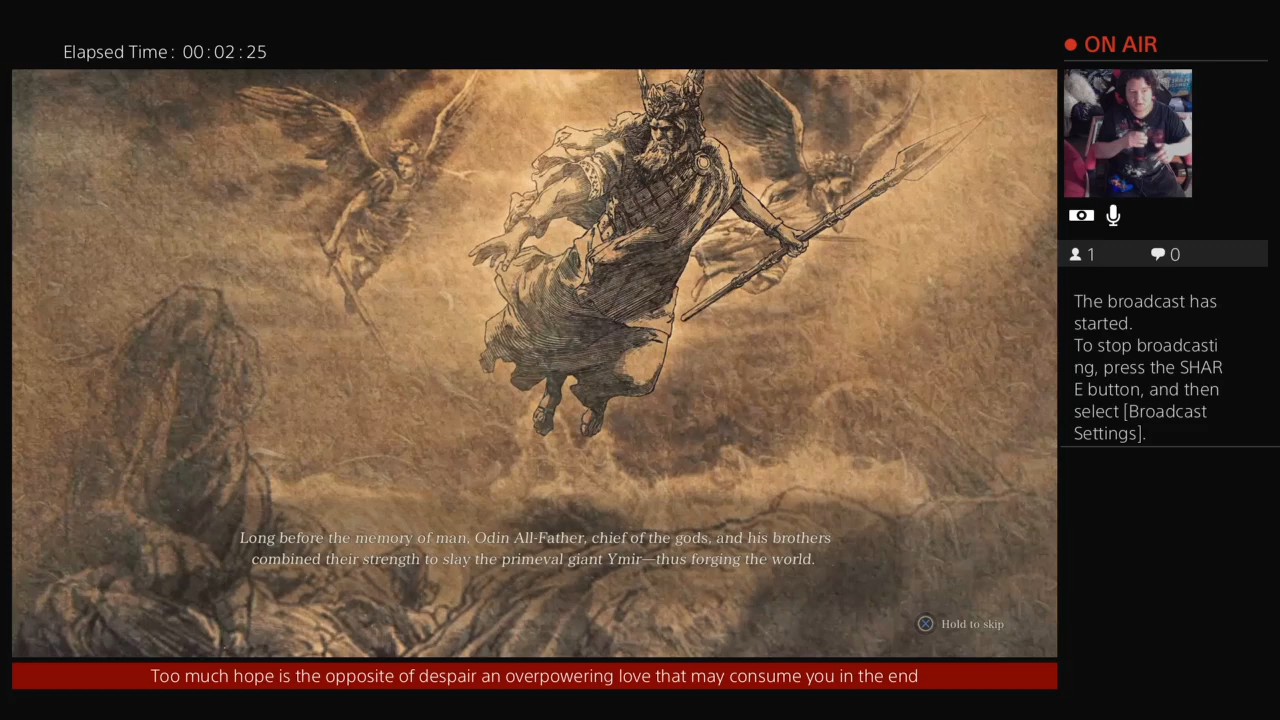 Elapsed Time: 00:02:25
ON AIR
1
0
The broadcast has
started.
To stop broadcasti
ng, press the SHAR
E button, and then
select [Broadcast
Settings].
Long before the memory of man, Odin All-Father, chief of the gods, and his brothers
combined their strength to slay the primeval giant Ymir—thus forging the world.
Hold to skip
Too much hope is the opposite of despair an overpowering love that may consume you in the end